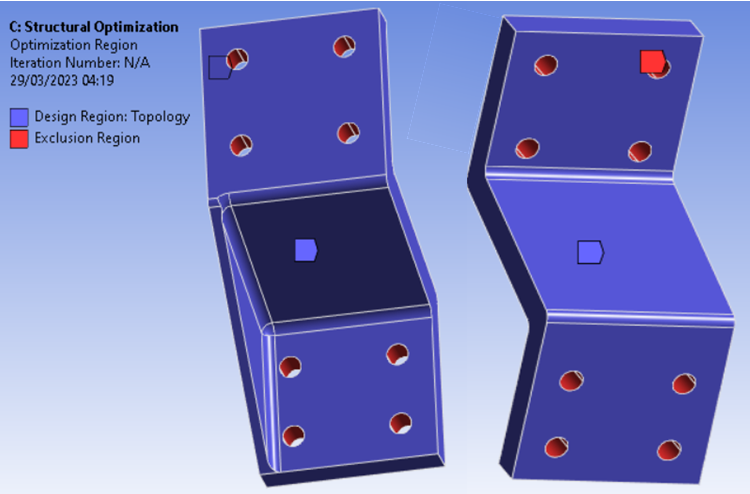 C: Structural Optimization
Optimization Region
Iteration Number: N/A
29/03/2023 04:19
Design Region: Topology
Exclusion Region